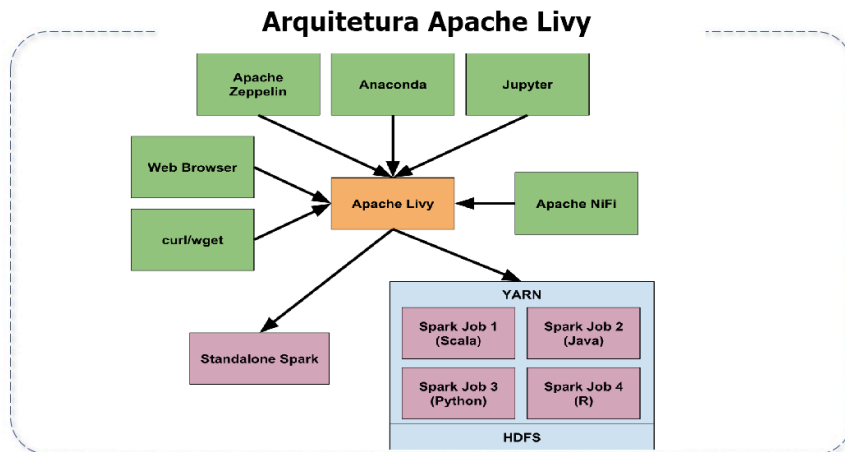 Arquitetura Apache Livy
Apache
Zeppelin
Anaconda
Jupyter
Web Browser
Apache Livy
Apache NiFi
curl/wget
YARN
Spark Job 1
(Scala)
Spark Job 2
(Java)
Standalone Spark
Spark Job 3
(Python)
Spark Job 4
(R)
HDFS